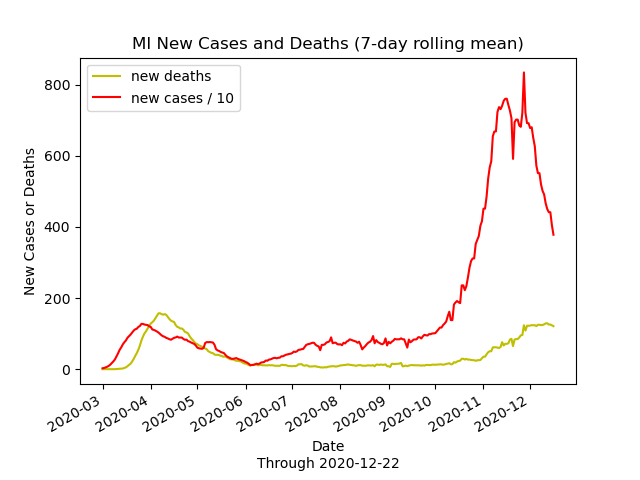 MI New Cases and Deaths (7-day rolling mean)
new deaths
new cases / 10
800
600
400
200
0
New Cases or Deaths
2020-03
2020-04
2020-05
2020-06
2020-07
2020-08
2020-09
2020-10
2020-11
2020-12
Date
Through 2020-12-22